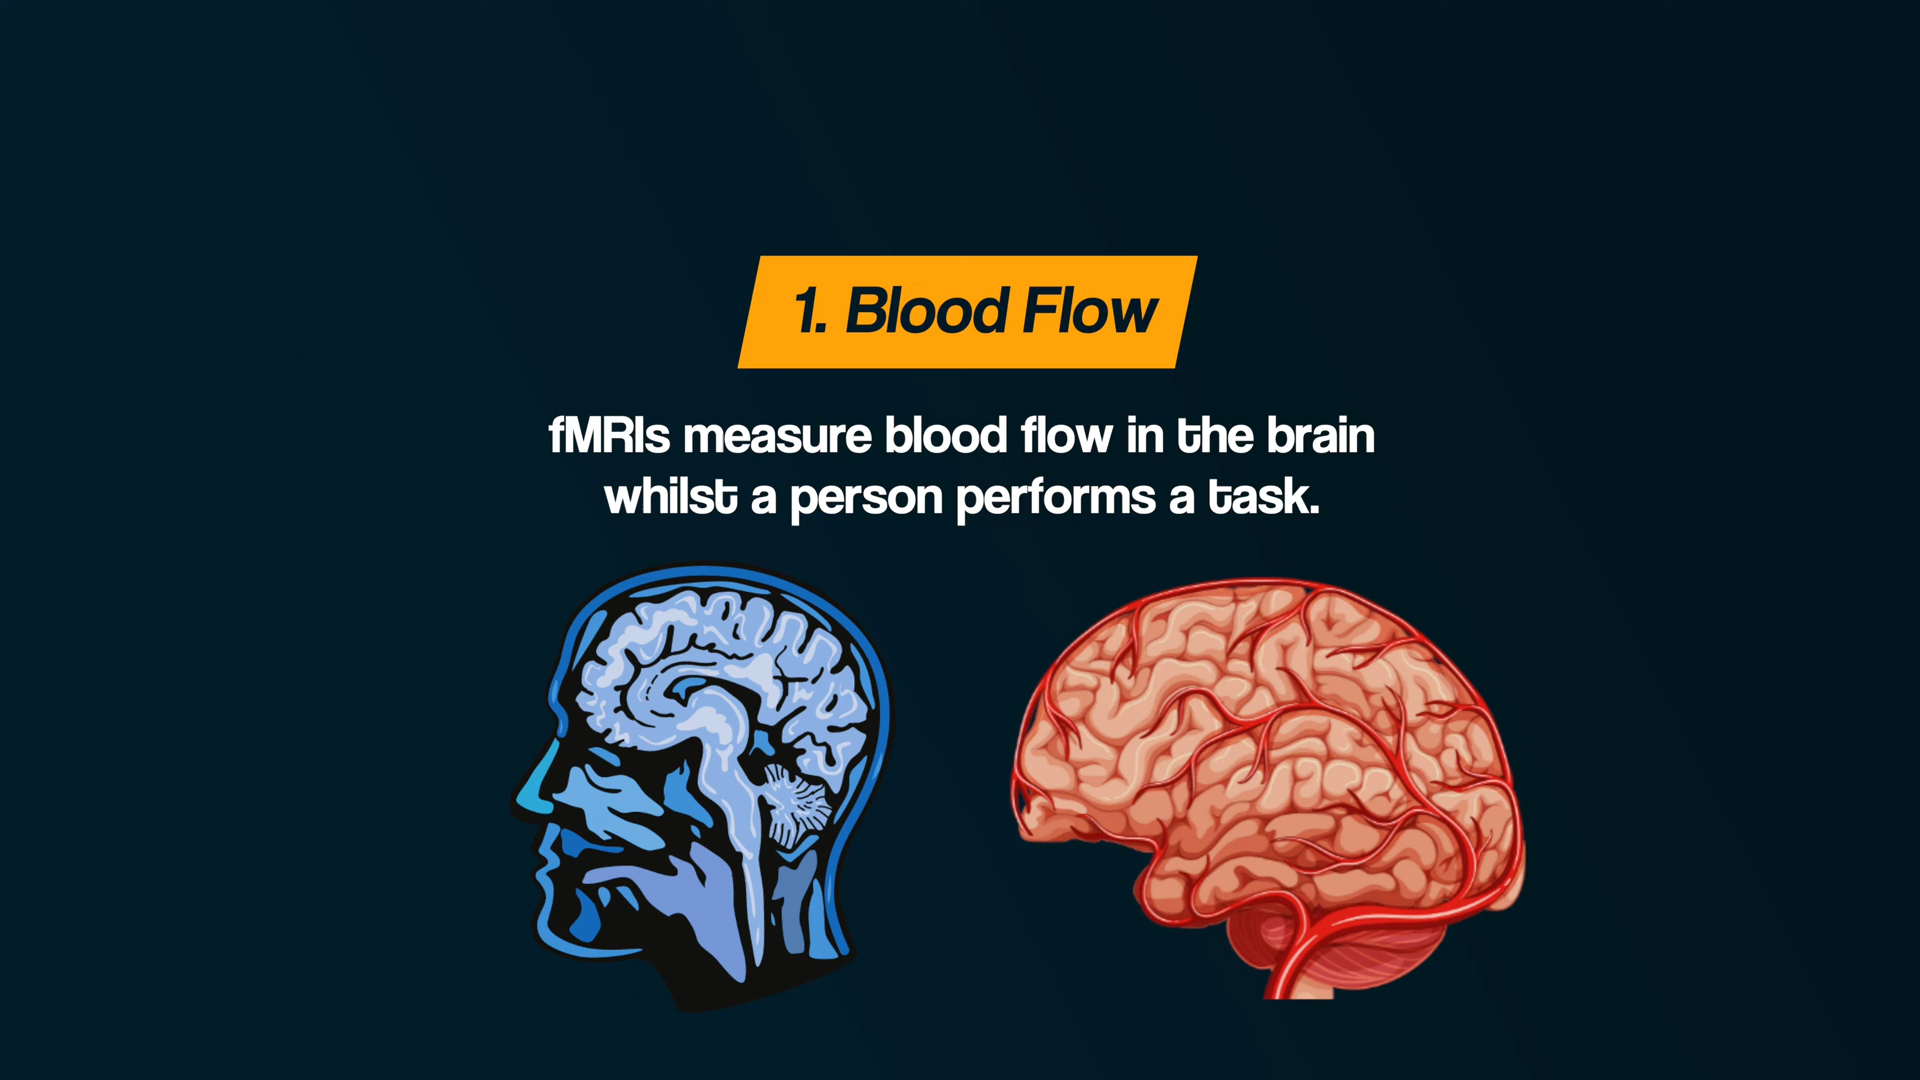 1. Blood Flow
fMRIs measure blood flow in the brain
whilst a person performs a task.